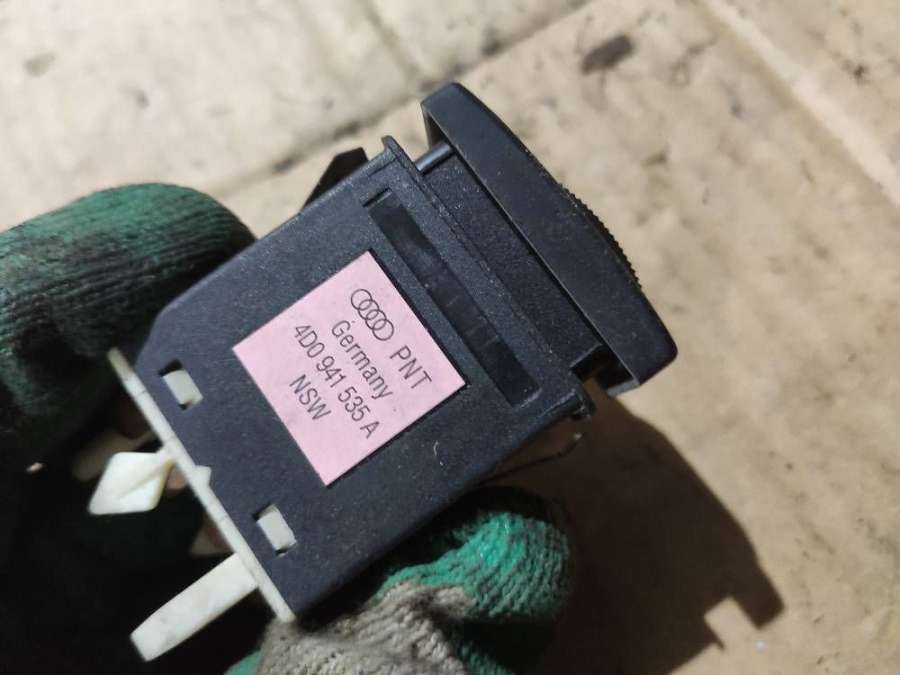 PNT
Germany
4D0 941 535 A
NSW